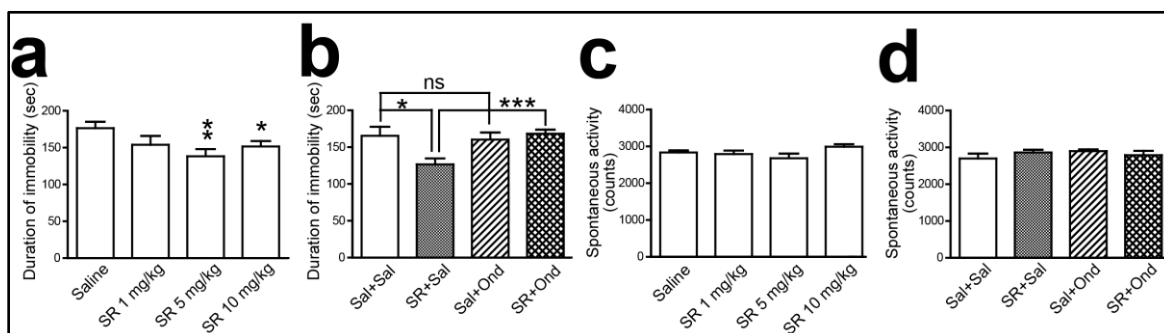 a
Duration of immobility (sec)
200
150
100
50
0
**
*
Saline
SR 1 mg/kg
SR 5 mg/kg
SR 10 mg/kg
b
Duration of immobility (sec)
200
150
100
50
0
ns
*
***
Sal+Sal
SR+Sal
Sal+Ond
SR+Ond
c
Spontaneous activity
(counts)
4000
3000
2000
1000
0
Saline
SR 1 mg/kg
SR 5 mg/kg
SR 10 mg/kg
d
Spontaneous activity
(counts)
4000
3000
2000
1000
0
Sal+Sal
SR+Sal
Sal+Ond
SR+Ond